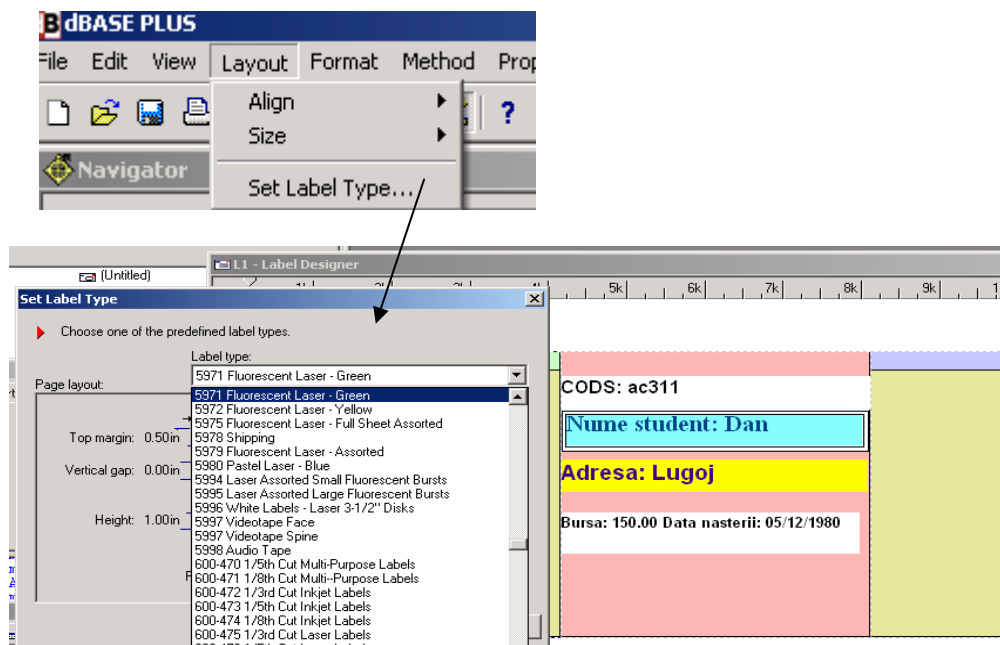 dBASE PLUS
File Edit View Layout Format Method
Align
Size
Set Label Type...
Navigator
(Untitled)
L1 - Label Designer
5k 6k 7k 8k 9k
Set Label Type
Choose one of the predefined label types.
Label type:
5971 Fluorescent Laser - Green
Page layout:
Top margin: 0.50in
Vertical gap: 0.00in
Height: 1.00in
5971 Fluorescent Laser - Green
5972 Fluorescent Laser - Yellow
5975 Fluorescent Laser - Full Sheet Assorted
5978 Shipping
5979 Fluorescent Laser - Assorted
5980 Pastel Laser - Blue
5994 Laser Assorted Small Fluorescent Bursts
5995 Laser Assorted Large Fluorescent Bursts
5996 White Labels - Laser 3-1/2" Disks
5997 Videotape Face
5997 Videotape Spine
5998 Audio Tape
600-470 1/5th Cut Multi-Purpose Labels
600-471 1/8th Cut Multi--Purpose Labels
600-472 1/3rd Cut Inkjet Labels
600-473 1/5th Cut Inkjet Labels
600-474 1/8th Cut Inkjet Labels
600-475 1/3rd Cut Laser Labels
CODS: ac311
Nume student: Dan
Adresa: Lugoj
Bursa: 150.00 Data nasterii: 05/12/1980